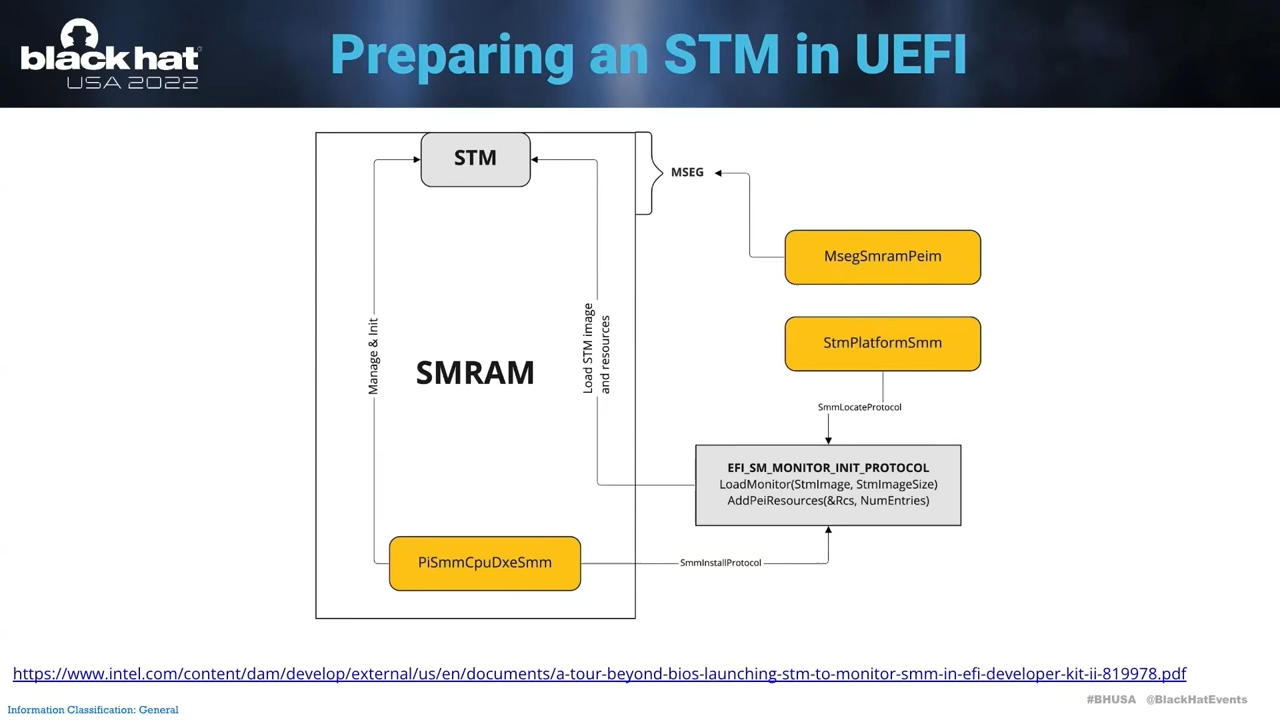 black hat
USA 2022
Preparing an STM in UEFI
STM
MSEG
MsegSmramPeim
StmPlatformSmm
Manage & Init
Load STM image
and resources
SMRAM
SmmLocateProtocol
EFI_SM_MONITOR_INIT_PROTOCOL
LoadMonitor(StmImage, StmImageSize)
AddPeiResources(&Rcs, NumEntries)
PiSmmCpuDxeSmm
SmmInstallProtocol
https://www.intel.com/content/dam/develop/external/us/en/documents/a-tour-beyond-bios-launching-stm-to-monitor-smm-in-efi-developer-kit-ii-819978.pdf
#BHUSA @BlackHatEvents
Information Classification: General